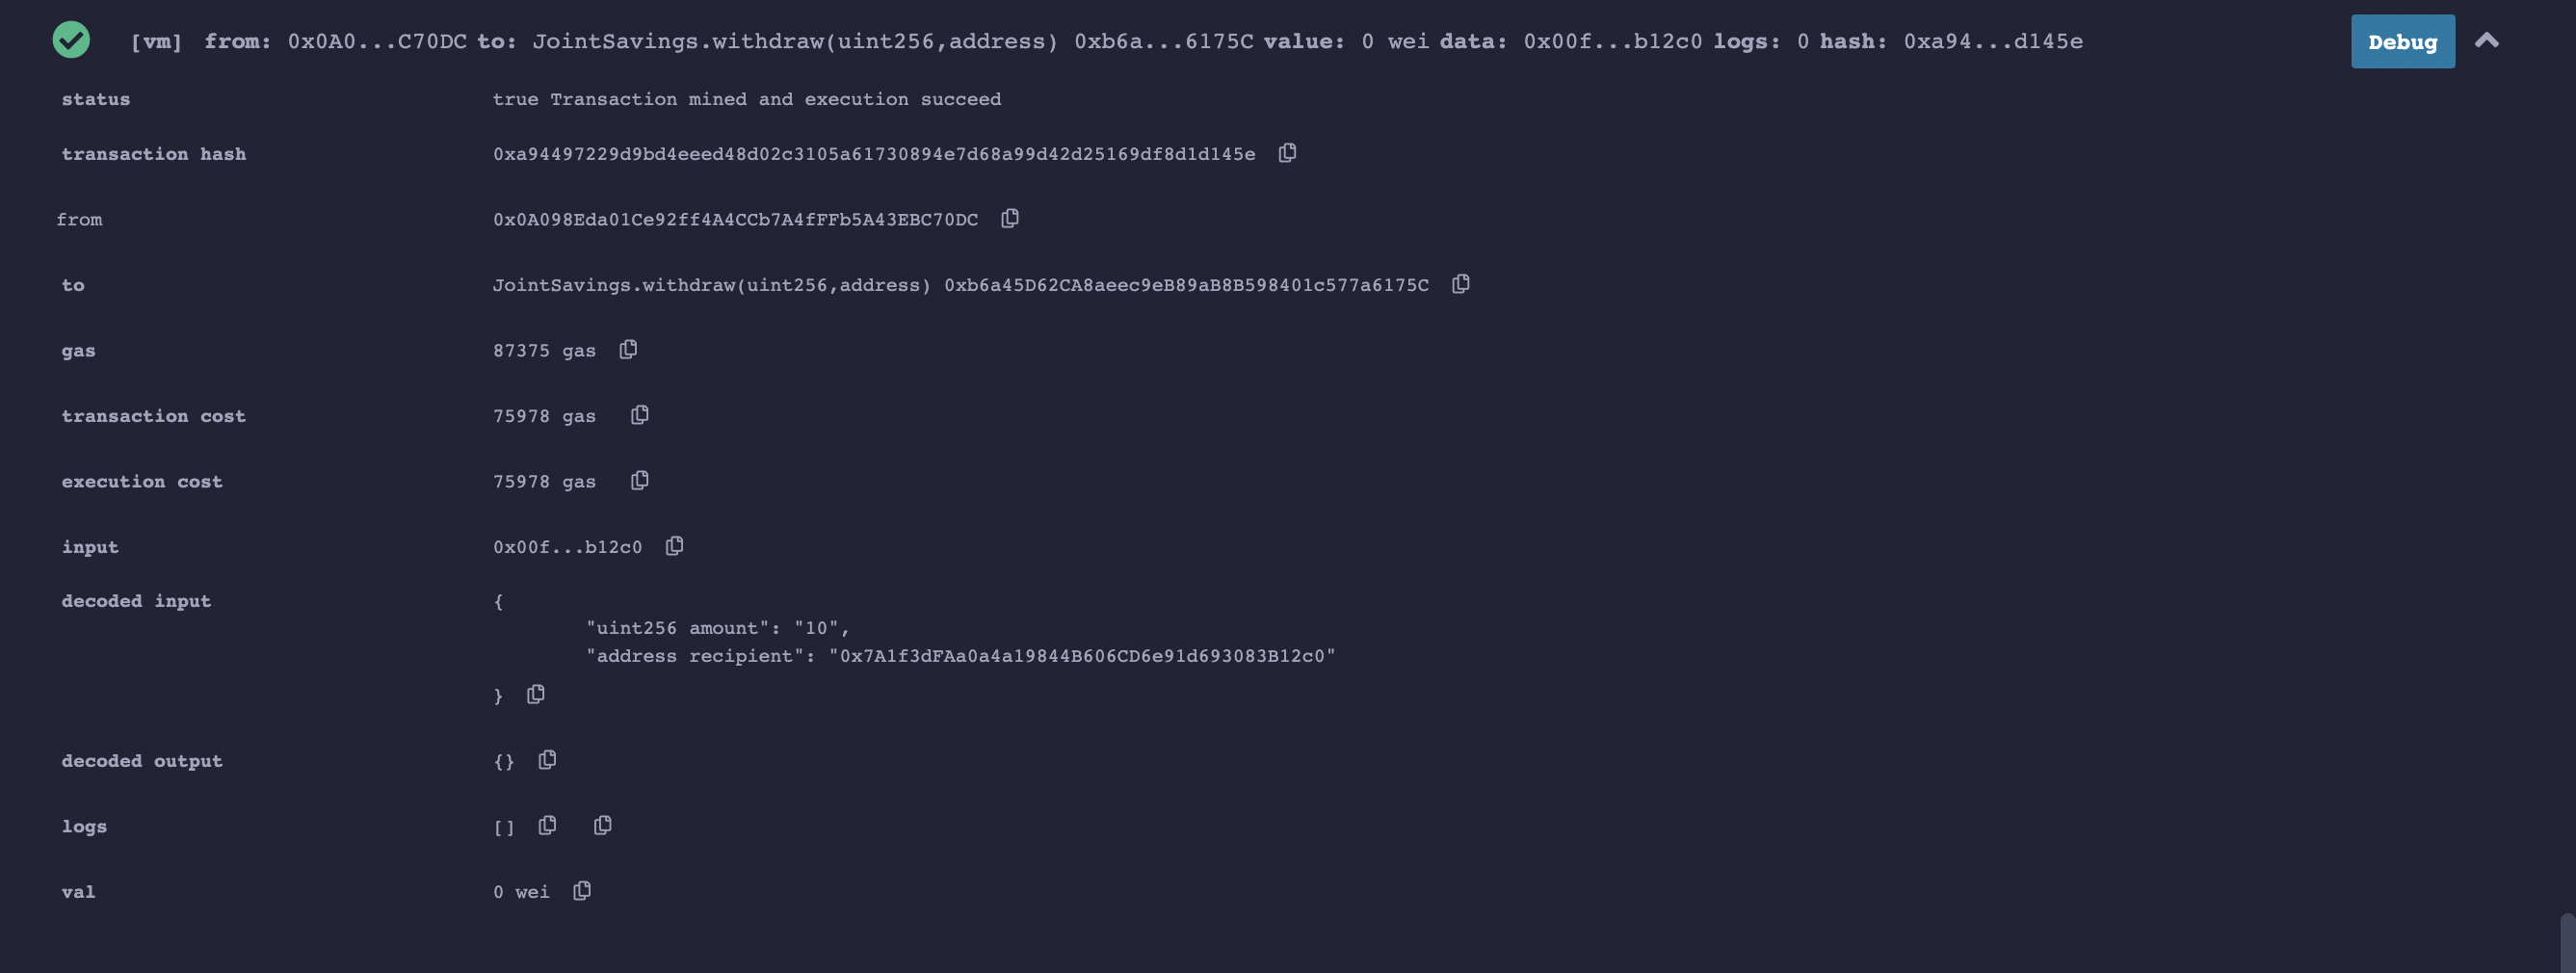 [vm] from: 0x0A0...C70DC to: JointSavings.withdraw(uint256,address) 0xb6a...6175C value: 0 wei data: 0x00f...b12c0 logs: 0 hash: 0xa94...d145e Debug
status true Transaction mined and execution succeed
transaction hash 0xa94497229d9bd4eeed48d02c3105a61730894e7d68a99d42d25169df8d1d145e
from 0x0A098Eda01Ce92ff4A4CCb7A4fFFb5A43EBC70DC
to JointSavings.withdraw(uint256,address) 0xb6a45D62CA8aeec9eB89aB8B598401c577a6175C
gas 87375 gas
transaction cost 75978 gas
execution cost 75978 gas
input 0x00f...b12c0
decoded input {
"uint256 amount": "10",
"address recipient": "0x7A1f3dFAa0a4a19844B606CD6e91d693083B12c0"
}
decoded output {}
logs []
val 0 wei